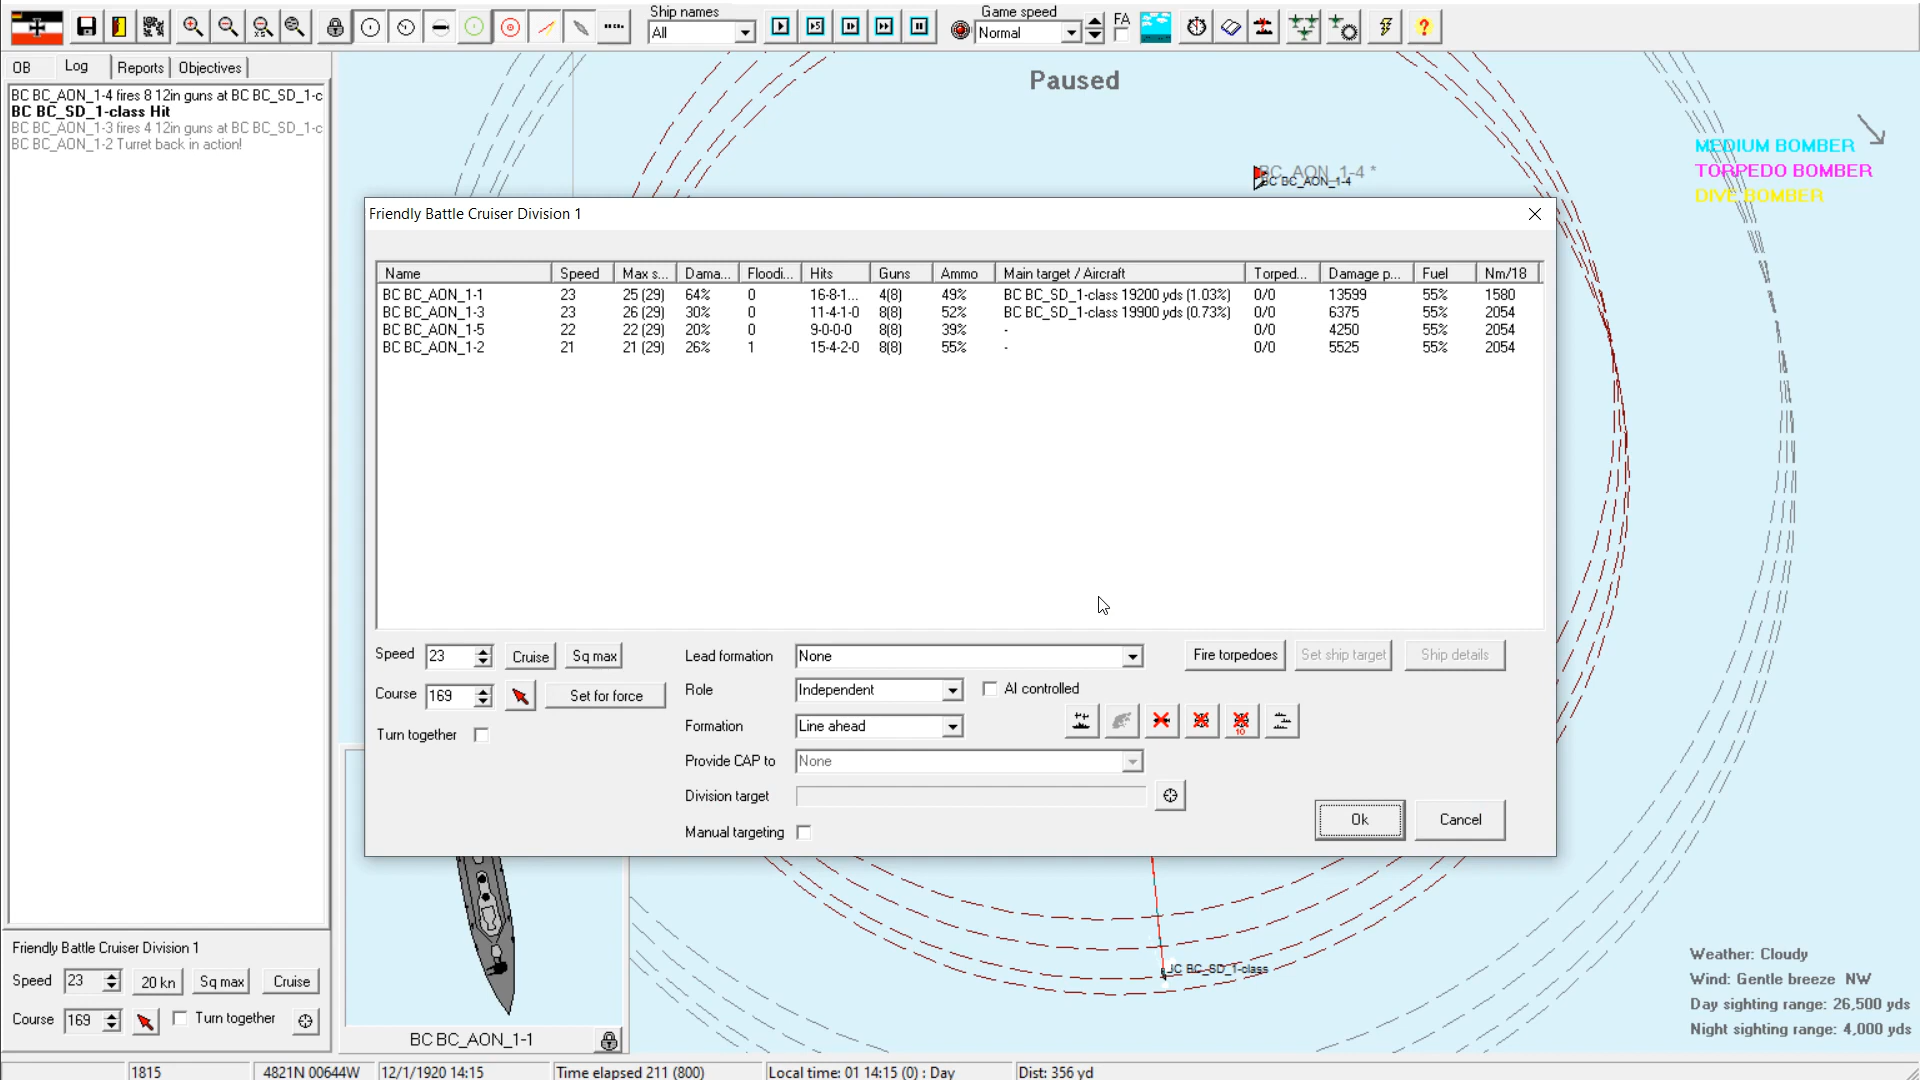 Ship names
Game speed
FA
All
Normal
OB Log Reports Objectives
BC BC_AON_1-4 fires 8 12in guns at BC BC_SD_1-c
BC BC_SD_1-class Hit
BC BC_AON_1-3 fires 4 12in guns at BC BC_SD_1-c
BC BC_AON_1-2 Turret back in action!
Paused
BC_AON_1-4 *
BC BC_AON_1-4
MEDIUM BOMBER
TORPEDO BOMBER
DIVE BOMBER
Friendly Battle Cruiser Division 1
Name Speed Max s... Dama... Floodi... Hits Guns Ammo Main target / Aircraft Torped... Damage p... Fuel Nm/18
BC BC_AON_1-1 23 25 (29) 64% 0 16-8-1... 4(8) 49% BC BC_SD_1-class 19200 yds (1.03%) 0/0 13599 55% 1580
BC BC_AON_1-3 23 26 (29) 30% 0 11-4-1-0 8(8) 52% BC BC_SD_1-class 19900 yds (0.73%) 0/0 6375 55% 2054
BC BC_AON_1-5 22 22 (29) 20% 0 9-0-0-0 8(8) 39% - 0/0 4250 55% 2054
BC BC_AON_1-2 21 21 (29) 26% 1 15-4-2-0 8(8) 55% - 0/0 5525 55% 2054
Speed 23 Cruise Sq max Lead formation None Fire torpedoes Set ship target Ship details
Course 169 Set for force Role Independent AI controlled
Turn together Formation Line ahead
10
Provide CAP to None
Division target
Manual targeting
Ok Cancel
BC BC_SD_1-class
Friendly Battle Cruiser Division 1
Speed 23 20 kn Sq max Cruise
Course 169 Turn together
BC BC_AON_1-1
Weather: Cloudy
Wind: Gentle breeze NW
Day sighting range: 26,500 yds
Night sighting range: 4,000 yds
1815 4821N 00644W 12/1/1920 14:15 Time elapsed 211 (800) Local time: 01 14:15 (0) : Day Dist: 356 yd